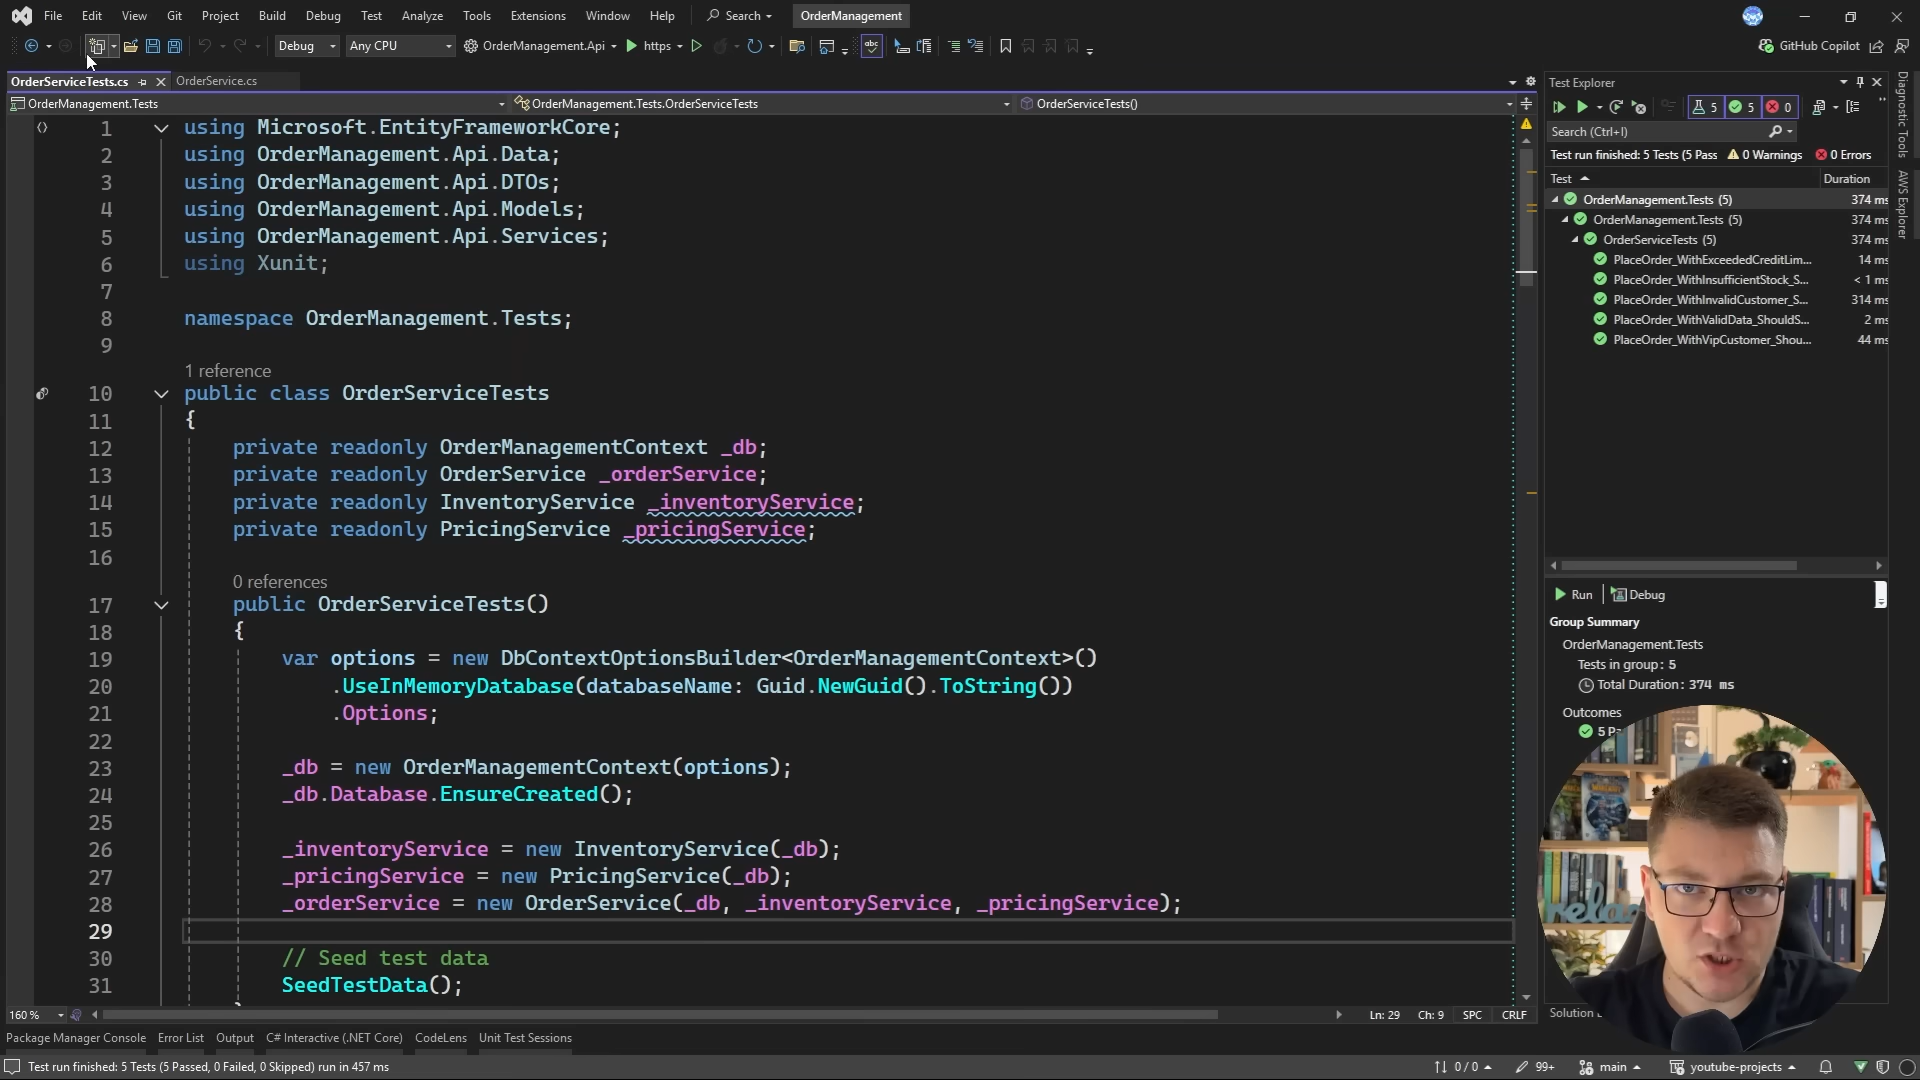 File Edit View Git Project Build Debug Test Analyze Tools Extensions Window Help Search OrderManagement
Debug Any CPU OrderManagement.Api https GitHub Copilot
OrderServiceTests.cs OrderService.cs
OrderManagement.Tests OrderManagement.Tests.OrderServiceTests OrderServiceTests()
1 using Microsoft.EntityFrameworkCore;
2 using OrderManagement.Api.Data;
3 using OrderManagement.Api.DTOs;
4 using OrderManagement.Api.Models;
5 using OrderManagement.Api.Services;
6 using Xunit;
7
8 namespace OrderManagement.Tests;
9
1 reference
10 public class OrderServiceTests
11 {
12 private readonly OrderManagementContext _db;
13 private readonly OrderService _orderService;
14 private readonly InventoryService _inventoryService;
15 private readonly PricingService _pricingService;
16
0 references
17 public OrderServiceTests()
18 {
19 var options = new DbContextOptionsBuilder<OrderManagementContext>()
20 .UseInMemoryDatabase(databaseName: Guid.NewGuid().ToString())
21 .Options;
22
23 _db = new OrderManagementContext(options);
24 _db.Database.EnsureCreated();
25
26 _inventoryService = new InventoryService(_db);
27 _pricingService = new PricingService(_db);
28 _orderService = new OrderService(_db, _inventoryService, _pricingService);
29
30 // Seed test data
31 SeedTestData();
160 % Ln: 29 Ch: 9 SPC CRLF
Test Explorer
5 5 0
Search (Ctrl+I)
Test run finished: 5 Tests (5 Pass 0 Warnings 0 Errors
Test Duration
OrderManagement.Tests (5) 374 ms
OrderManagement.Tests (5) 374 ms
OrderServiceTests (5) 374 ms
PlaceOrder_WithExceededCreditLim... 14 ms
PlaceOrder_WithInsufficientStock_S... < 1 ms
PlaceOrder_WithInvalidCustomer_S... 314 ms
PlaceOrder_WithValidData_ShouldS... 2 ms
PlaceOrder_WithVipCustomer_Shou... 44 ms
Run Debug
Group Summary
OrderManagement.Tests
Tests in group: 5
Total Duration: 374 ms
Outcomes
5 Pa
relax
Solution E
Diagnostic Tools
AWS Explorer
Package Manager Console Error List Output C# Interactive (.NET Core) CodeLens Unit Test Sessions
Test run finished: 5 Tests (5 Passed, 0 Failed, 0 Skipped) run in 457 ms 0 / 0 99+ main youtube-projects